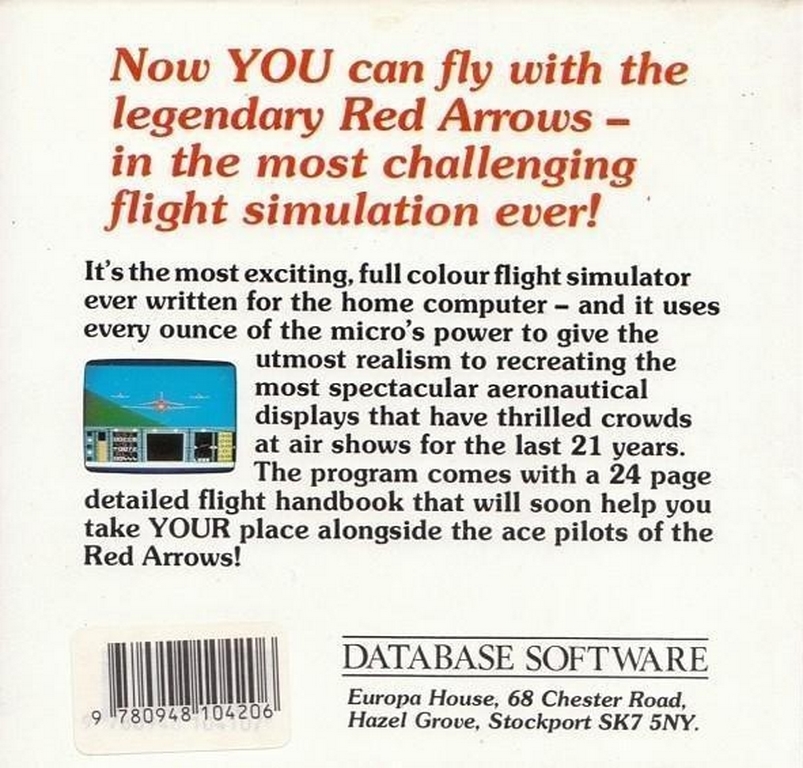 Now YOU can fly with the
legendary Red Arrows –
in the most challenging
flight simulation ever!
It's the most exciting, full colour flight simulator
ever written for the home computer – and it uses
every ounce of the micro's power to give the
utmost realism to recreating the
most spectacular aeronautical
displays that have thrilled crowds
at air shows for the last 21 years.
The program comes with a 24 page
detailed flight handbook that will soon help you
take YOUR place alongside the ace pilots of the
Red Arrows!
9 780948 104206
DATABASE SOFTWARE
Europa House, 68 Chester Road,
Hazel Grove, Stockport SK7 5NY.